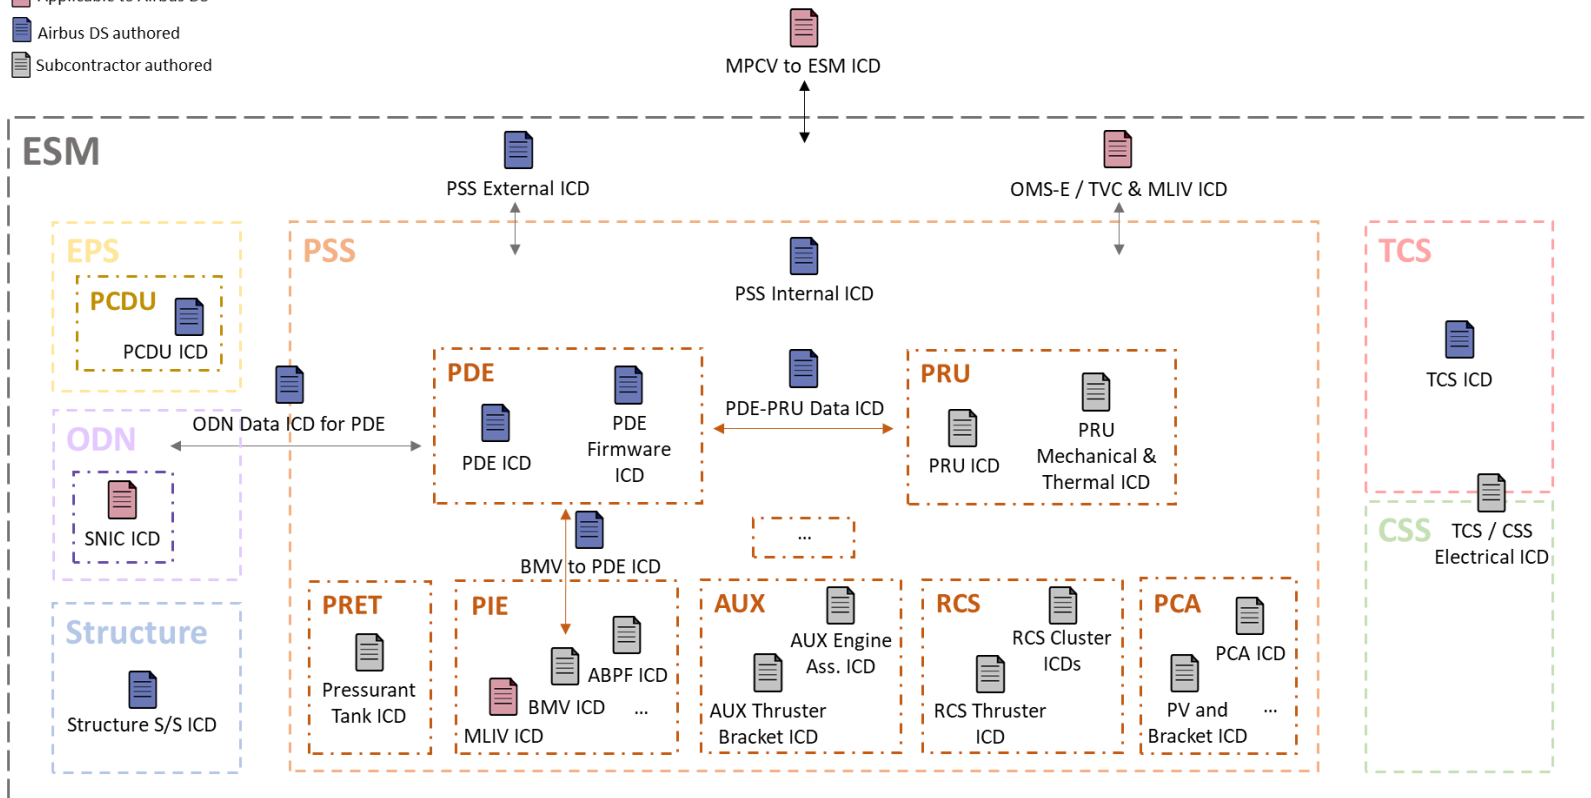 Applicable to Airbus DS
Airbus DS authored
Subcontractor authored
MPCV to ESM ICD
ESM
PSS External ICD
OMS-E / TVC & MLIV ICD
EPS
PCDU
PCDU ICD
PSS
PSS Internal ICD
TCS
TCS ICD
ODN Data ICD for PDE
PDE
PDE ICD
PDE
Firmware
ICD
PDE-PRU Data ICD
PRU
PRU ICD
PRU
Mechanical &
Thermal ICD
ODN
SNIC ICD
...
BMV to PDE ICD
CSS
TCS / CSS
Electrical ICD
Structure
Structure S/S ICD
PRET
Pressurant
Tank ICD
PIE
ABPF ICD
BMV ICD
...
MLIV ICD
AUX
AUX Engine
Ass. ICD
AUX Thruster
Bracket ICD
RCS
RCS Cluster
ICDs
RCS Thruster
ICD
PCA
PCA ICD
PV and
Bracket ICD
...